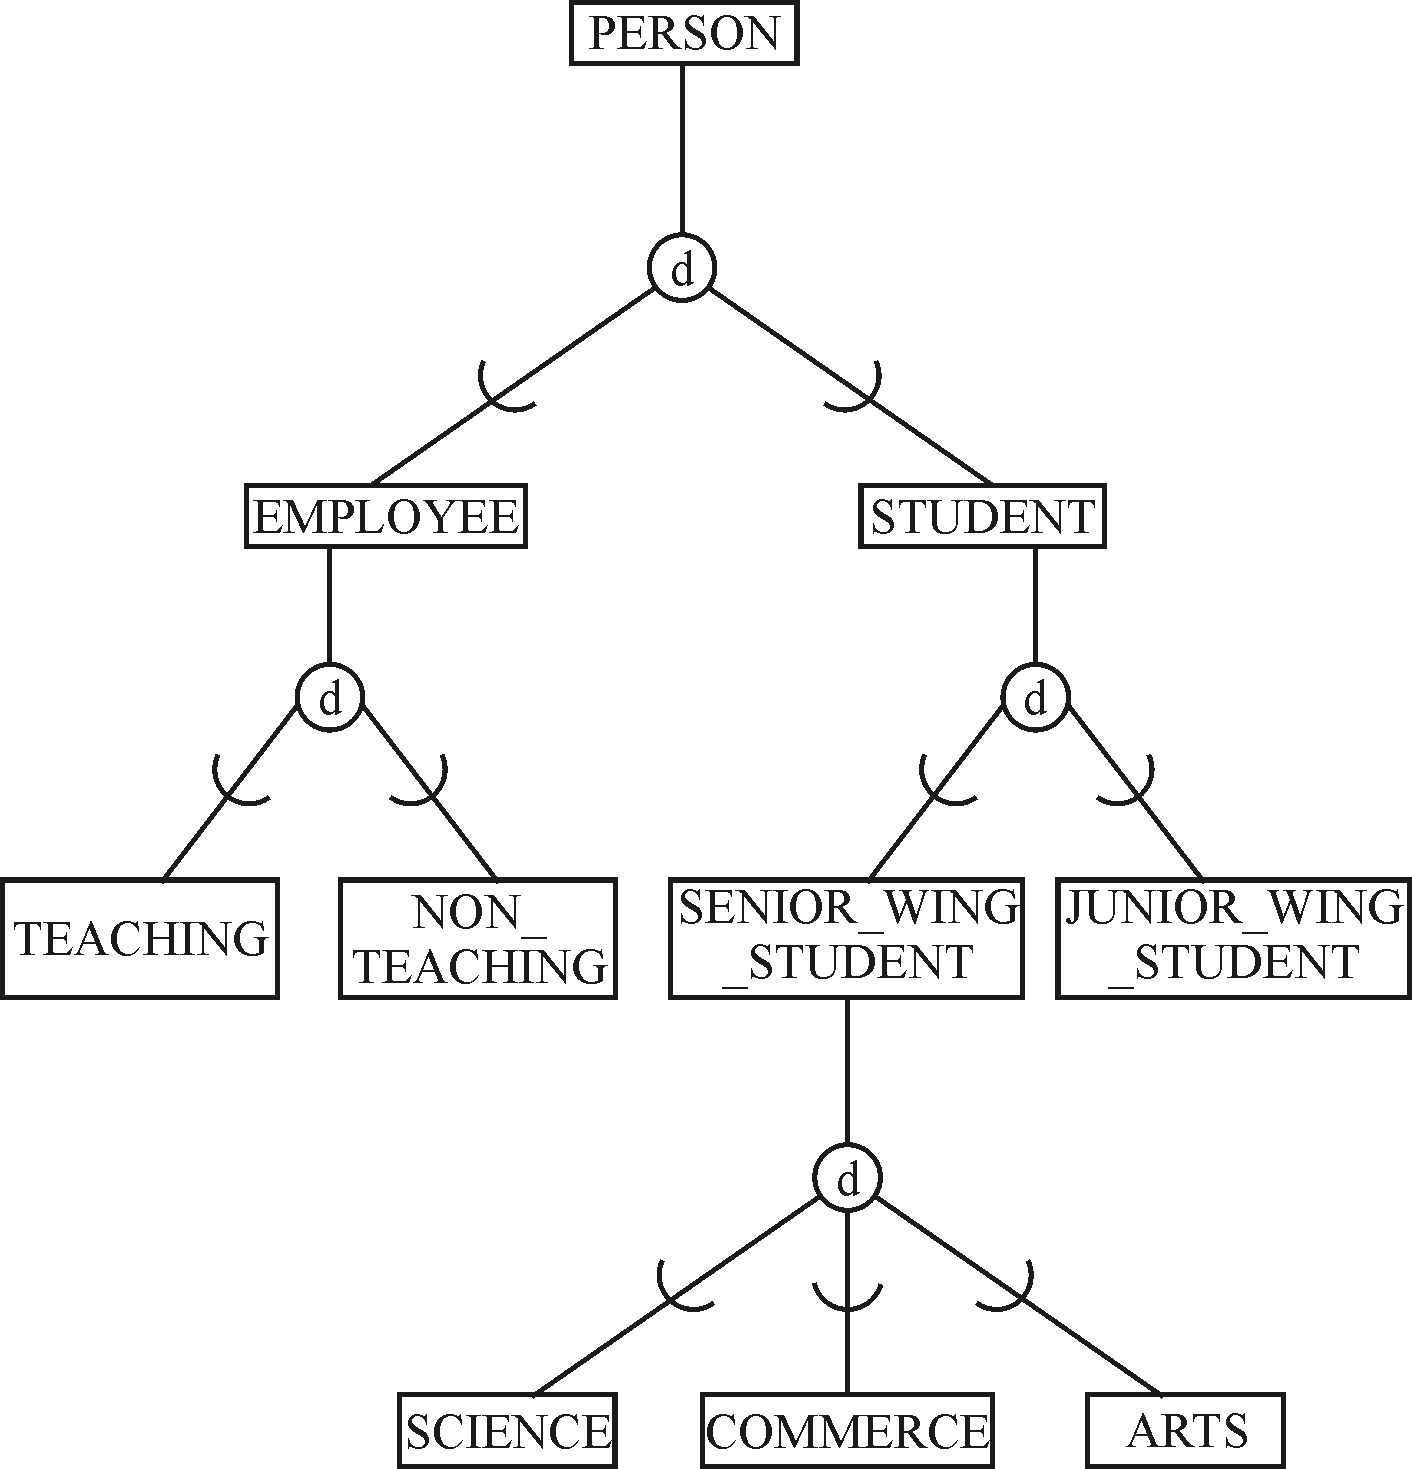 PERSON
d
EMPLOYEE
STUDENT
d
d
TEACHING
NON_
TEACHING
SENIOR_WING
_STUDENT
JUNIOR_WING
_STUDENT
d
SCIENCE
COMMERCE
ARTS